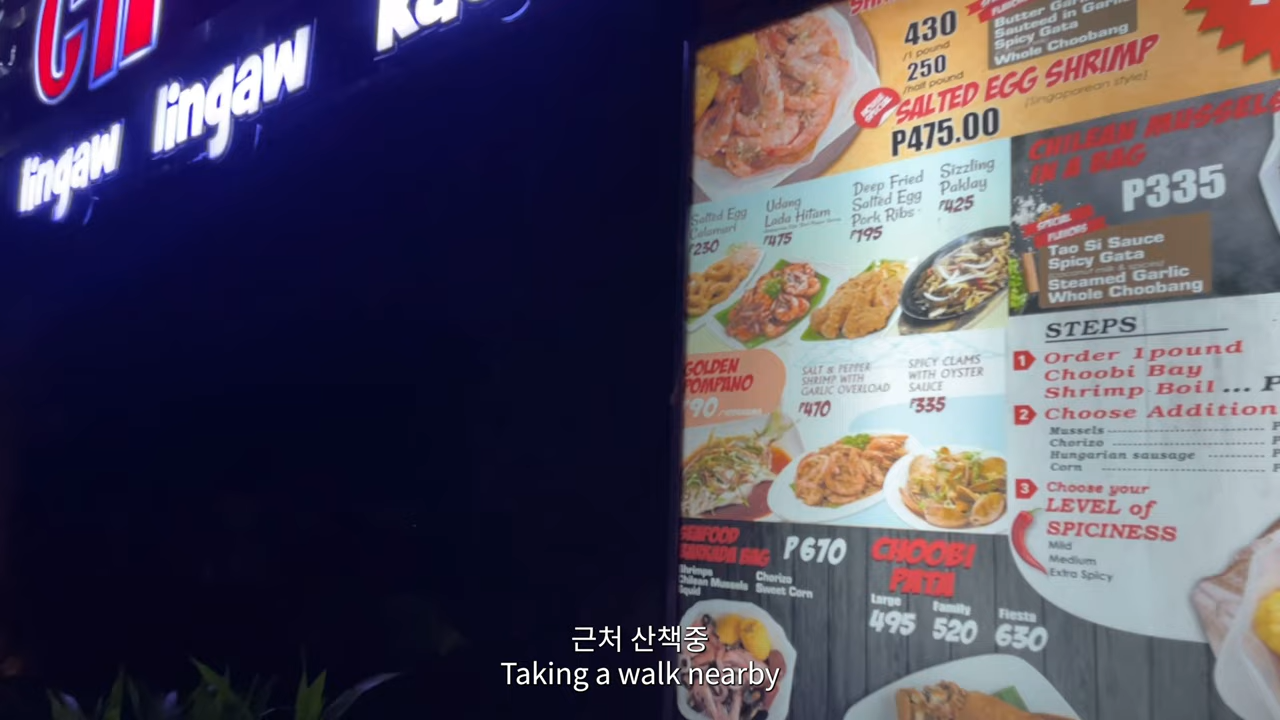 lingaw
lingaw
430
/1 pound
250
/half pound
Butter Garlic
Sauteed in Garlic
Spicy Gata
Whole Choobang
SALTED EGG SHRIMP
(singaporean style)
P475.00
CHILEAN MUSSELS
IN A BAG
P335
SPECIAL
FLAVORS
Tao Si Sauce
Spicy Gata
Steamed Garlic
Whole Choobang
Salted Egg
Calamari
₱230
Udang
Lada Hitam
₱475
Deep Fried
Salted Egg
Pork Ribs
₱195
Sizzling
Paklay
₱425
GOLDEN
POMPANO
SALT & PEPPER
SHRIMP WITH
GARLIC OVERLOAD
₱470
SPICY CLAMS
WITH OYSTER
SAUCE
₱335
STEPS
1 Order 1pound
Choobi Bay
Shrimp Boil ... P
2 Choose Addition
Mussels
Chorizo
Hungarian sausage
Corn
3 Choose your
LEVEL of
SPICINESS
Mild
Medium
Extra Spicy
SEAFOOD
BAG
P670
Shrimps
Chilean Mussels
Squid
Chorizo
Sweet Corn
CHOOBI
PATA
Large
495
Family
520
Fiesta
630
근처 산책중
Taking a walk nearby